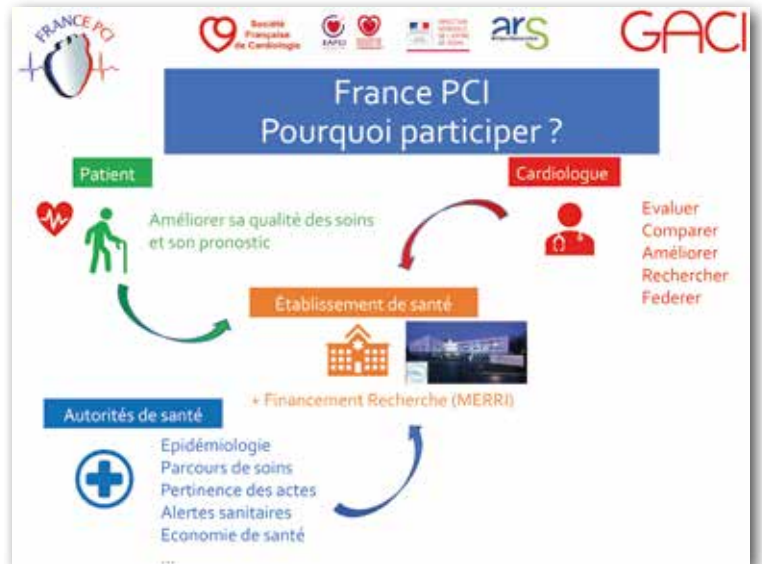 FRANCE PCI
Société
Française
de Cardiologie
ars
GACI
France PCI
Pourquoi participer ?
Patient
Cardiologue
Améliorer sa qualité des soins
et son pronostic
Evaluer
Comparer
Améliorer
Rechercher
Federer
Établissement de santé
+ Financement Recherche (MERRI)
Autorités de santé
Epidémiologie
Parcours de soins
Pertinence des actes
Alertes sanitaires
Economie de santé
...